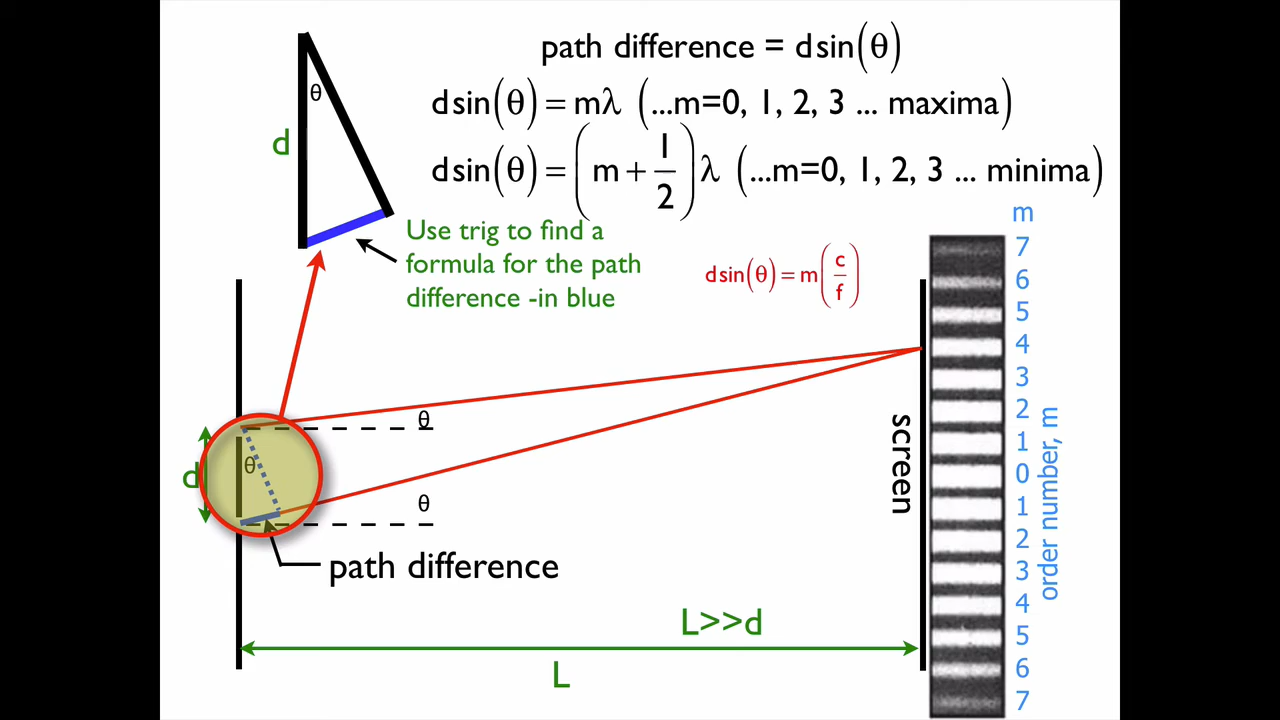 path difference = dsin(θ)
dsin(θ) = mλ (...m=0, 1, 2, 3 ... maxima)
dsin(θ) = (m + 1/2) λ (...m=0, 1, 2, 3 ... minima)
θ
d
Use trig to find a
formula for the path
difference -in blue
dsin(θ) = m(c/f)
m
7
6
5
4
3
2
1
0
1
2
3
4
5
6
7
order number, m
screen
θ
θ
d
θ
path difference
L>>d
L